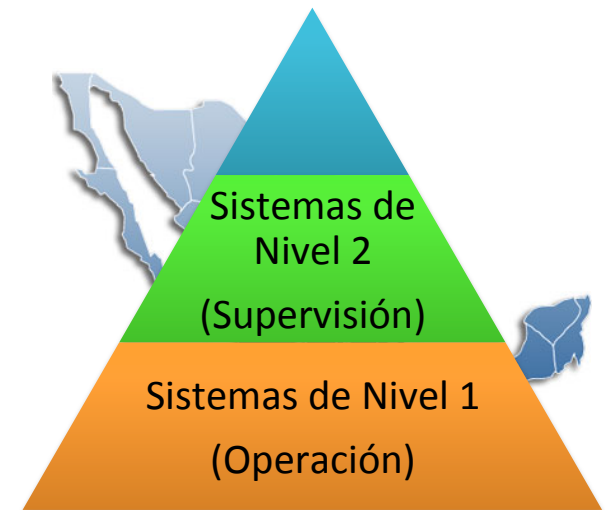 Sistemas de
Nivel 2
(Supervisión)
Sistemas de Nivel 1
(Operación)